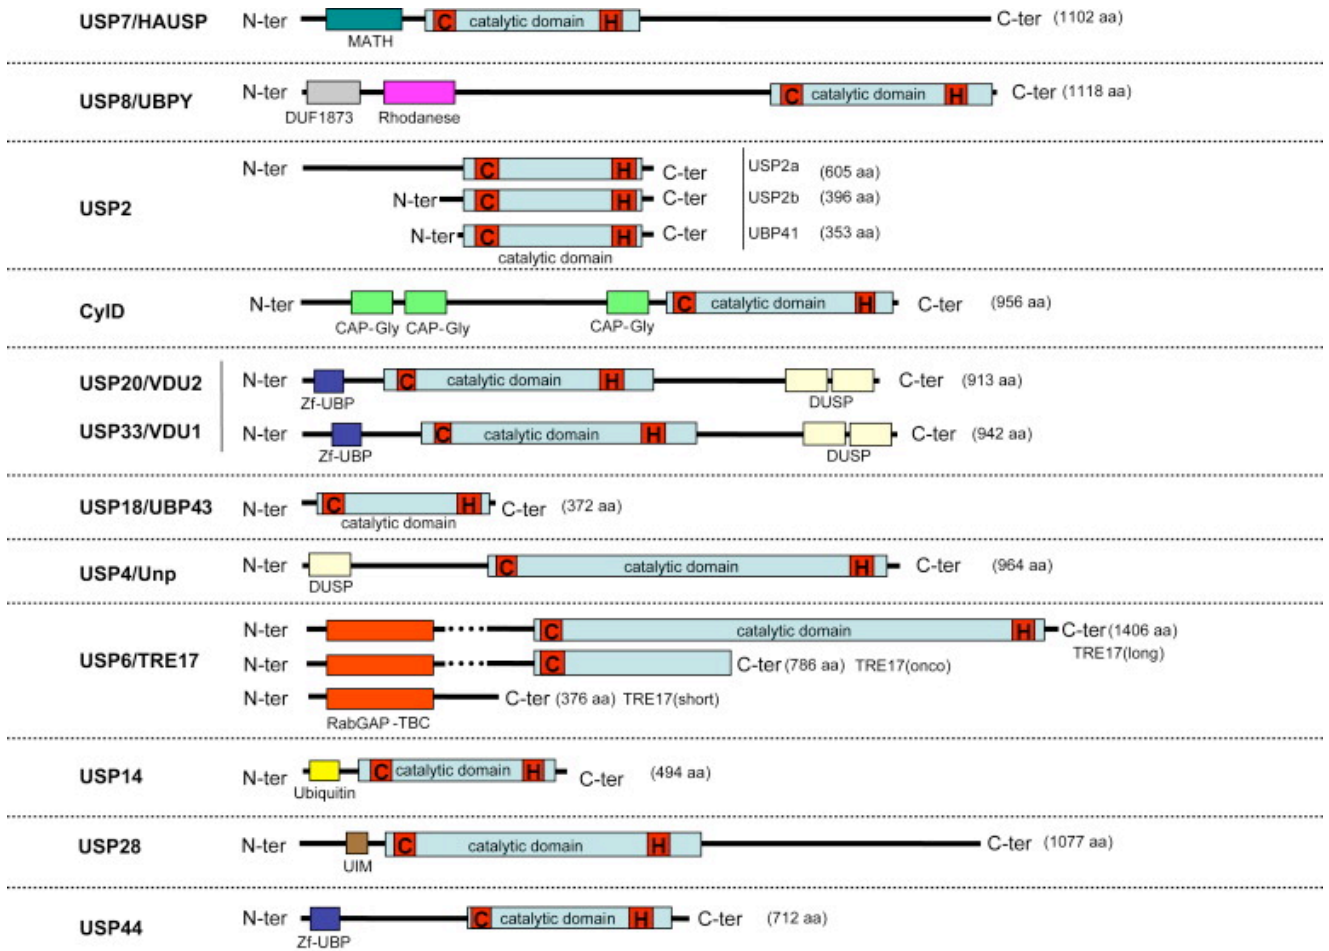 USP7/HAUSP N-ter C catalytic domain H C-ter (1102 aa)
MATH
USP8/UBPY N-ter C catalytic domain H C-ter (1118 aa)
DUF1873 Rhodanese
USP2
N-ter C H C-ter USP2a (605 aa)
N-ter C H C-ter USP2b (396 aa)
N-ter C H C-ter UBP41 (353 aa)
catalytic domain
CylD N-ter C catalytic domain H C-ter (956 aa)
CAP-Gly CAP-Gly CAP-Gly
USP20/VDU2 N-ter C catalytic domain H C-ter (913 aa)
Zf-UBP DUSP
USP33/VDU1 N-ter C catalytic domain H C-ter (942 aa)
Zf-UBP DUSP
USP18/UBP43 N-ter C H C-ter (372 aa)
catalytic domain
USP4/Unp N-ter C catalytic domain H C-ter (964 aa)
DUSP
USP6/TRE17
N-ter C catalytic domain H C-ter (1406 aa)
TRE17(long)
N-ter C C-ter (786 aa) TRE17(onco)
N-ter C-ter (376 aa) TRE17(short)
RabGAP -TBC
USP14 N-ter C catalytic domain H C-ter (494 aa)
Ubiquitin
USP28 N-ter C catalytic domain H C-ter (1077 aa)
UIM
USP44 N-ter C catalytic domain H C-ter (712 aa)
Zf-UBP